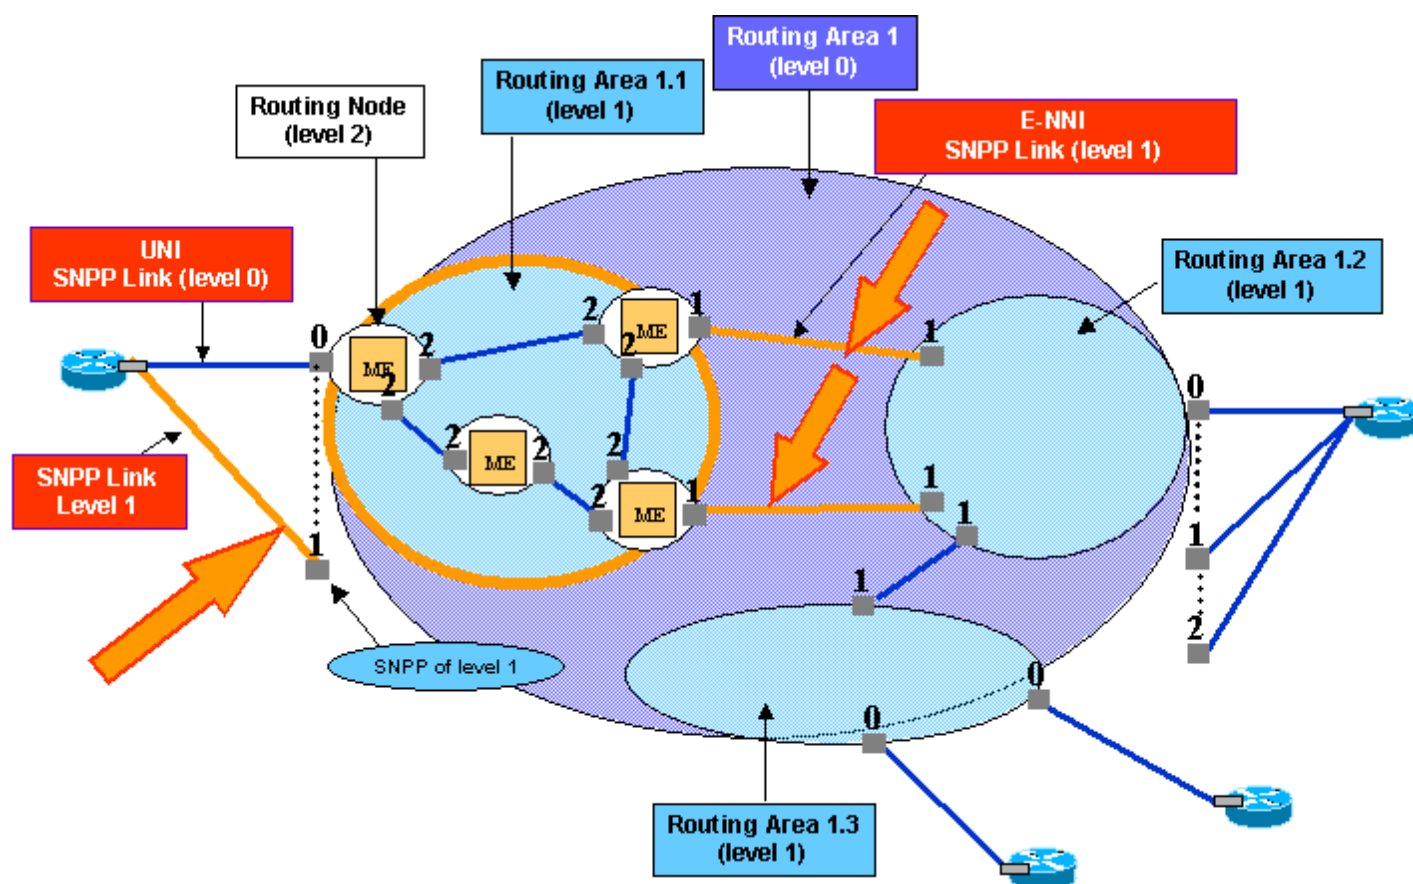 Routing Area 1
(level 0)
Routing Area 1.1
(level 1)
Routing Node
(level 2)
E-NNI
SNPP Link (level 1)
UNI
SNPP Link (level 0)
Routing Area 1.2
(level 1)
0
2
2
ME
2
2
ME
1
1
2
ME
2
2
2
ME
1
1
1
1
SNPP Link
Level 1
1
SNPP of level 1
0
1
2
0
0
Routing Area 1.3
(level 1)